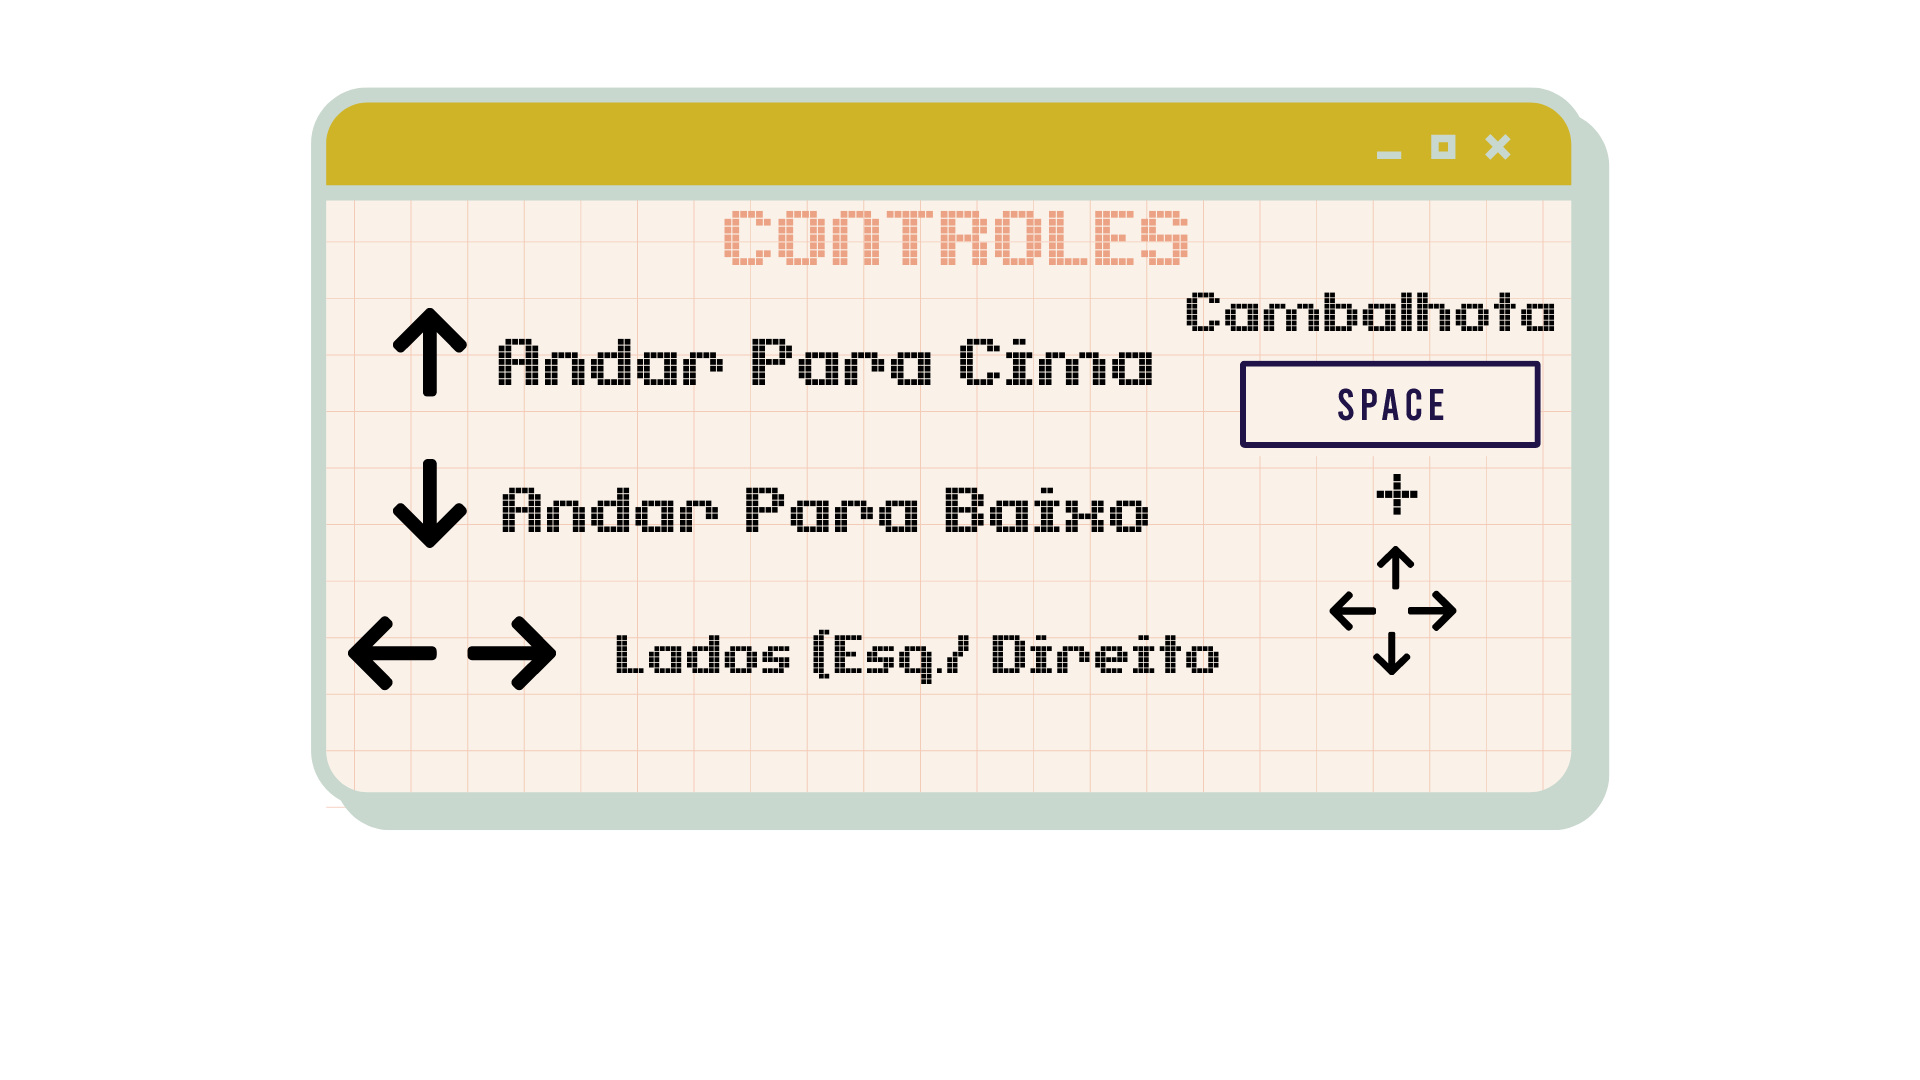 CONTROLES
Andar Para Cima
Andar Para Baixo
Lados (Esq./ Direito
Cambalhota
SPACE
+